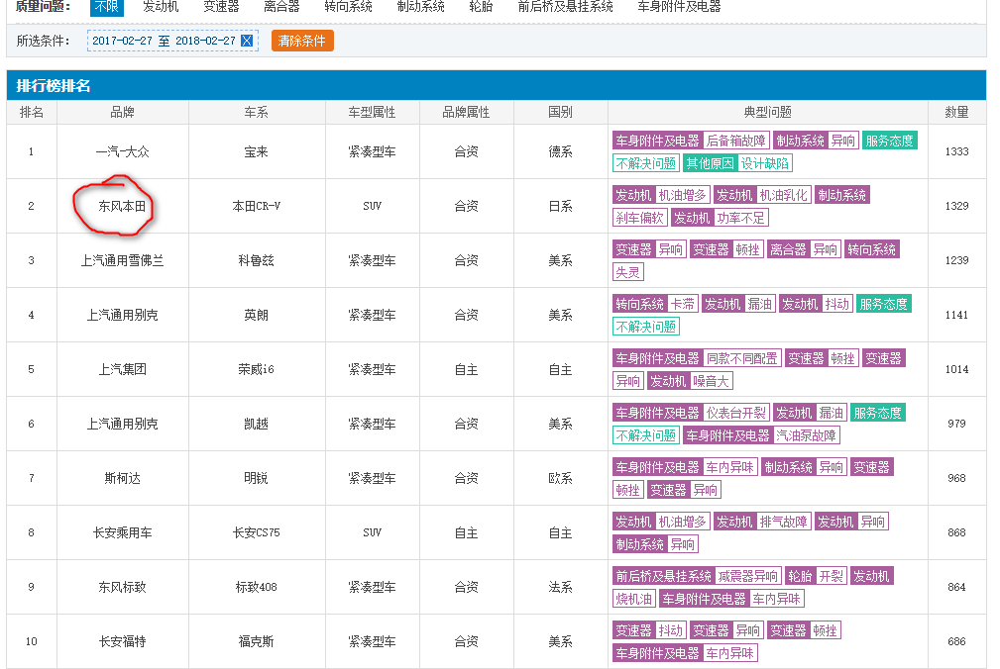 质量问题： 不限 发动机 变速器 离合器 转向系统 制动系统 轮胎 前后桥及悬挂系统 车身附件及电器
所选条件： 2017-02-27 至 2018-02-27 清除条件
排行榜排名
排名 品牌 车系 车型属性 品牌属性 国别 典型问题 数量
1 一汽-大众 宝来 紧凑型车 合资 德系 车身附件及电器 后备箱故障 制动系统 异响 服务态度 1333
不解决问题 其他原因 设计缺陷
2 东风本田 本田CR-V SUV 合资 日系 发动机 机油增多 发动机 机油乳化 制动系统 1329
刹车偏软 发动机 功率不足
3 上汽通用雪佛兰 科鲁兹 紧凑型车 合资 美系 变速器 异响 变速器 顿挫 离合器 异响 转向系统 1239
失灵
4 上汽通用别克 英朗 紧凑型车 合资 美系 转向系统 卡滞 发动机 漏油 发动机 抖动 服务态度 1141
不解决问题
5 上汽集团 荣威i6 紧凑型车 自主 自主 车身附件及电器 同款不同配置 变速器 顿挫 变速器 1014
异响 发动机 噪音大
6 上汽通用别克 凯越 紧凑型车 合资 美系 车身附件及电器 仪表台开裂 发动机 漏油 服务态度 979
不解决问题 车身附件及电器 汽油泵故障
7 斯柯达 明锐 紧凑型车 合资 欧系 车身附件及电器 车内异味 制动系统 异响 变速器 968
顿挫 变速器 异响
8 长安乘用车 长安CS75 SUV 自主 自主 发动机 机油增多 发动机 排气故障 发动机 异响 868
制动系统 异响
9 东风标致 标致408 紧凑型车 合资 法系 前后桥及悬挂系统 减震器异响 轮胎 开裂 发动机 864
烧机油 车身附件及电器 车内异味
10 长安福特 福克斯 紧凑型车 合资 美系 变速器 抖动 变速器 异响 变速器 顿挫 686
车身附件及电器 车内异味